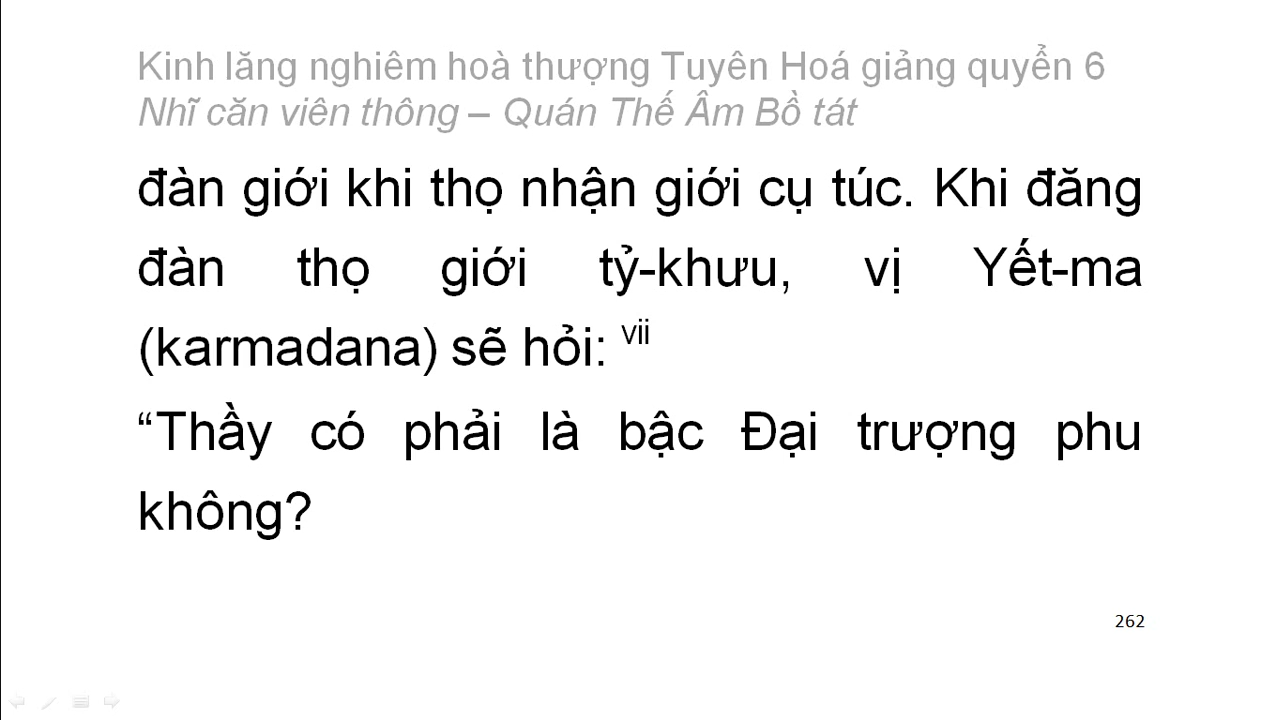 Kinh lăng nghiêm hoà thượng Tuyên Hoá giảng quyển 6
Nhĩ căn viên thông – Quán Thế Âm Bồ tát
đàn giới khi thọ nhận giới cụ túc. Khi đăng
đàn thọ giới tỷ-khưu, vị Yết-ma
(karmadana) sẽ hỏi: vii
“Thầy có phải là bậc Đại trượng phu
không?
262